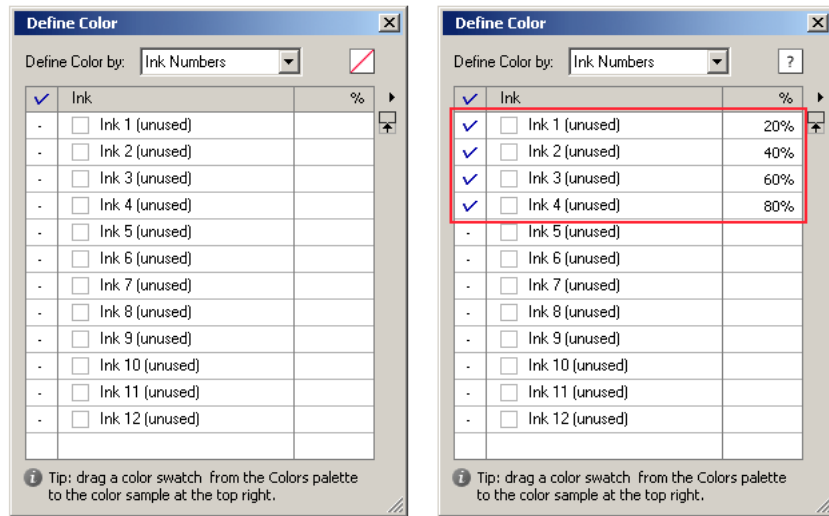 Define Color
Define Color by: Ink Numbers
Ink %
- Ink 1 (unused)
- Ink 2 (unused)
- Ink 3 (unused)
- Ink 4 (unused)
- Ink 5 (unused)
- Ink 6 (unused)
- Ink 7 (unused)
- Ink 8 (unused)
- Ink 9 (unused)
- Ink 10 (unused)
- Ink 11 (unused)
- Ink 12 (unused)
Tip: drag a color swatch from the Colors palette
to the color sample at the top right.
Define Color
Define Color by: Ink Numbers ?
Ink %
Ink 1 (unused) 20%
Ink 2 (unused) 40%
Ink 3 (unused) 60%
Ink 4 (unused) 80%
- Ink 5 (unused)
- Ink 6 (unused)
- Ink 7 (unused)
- Ink 8 (unused)
- Ink 9 (unused)
- Ink 10 (unused)
- Ink 11 (unused)
- Ink 12 (unused)
Tip: drag a color swatch from the Colors palette
to the color sample at the top right.